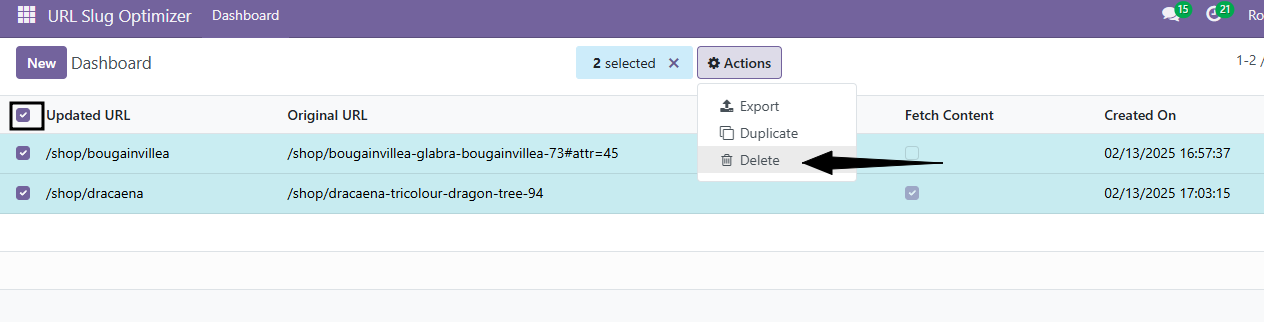 URL Slug Optimizer Dashboard 15 21 Ro
New Dashboard 2 selected Actions 1-2 /
Export
Updated URL Original URL Fetch Content Created On
Duplicate
/shop/bougainvillea /shop/bougainvillea-glabra-bougainvillea-73#attr=45 02/13/2025 16:57:37
Delete
/shop/dracaena /shop/dracaena-tricolour-dragon-tree-94 02/13/2025 17:03:15